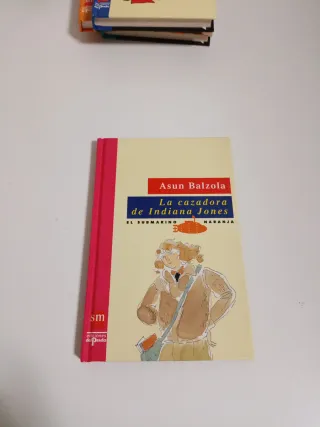 Asun Balzola
La cazadora
de Indiana Jones
EL SUBMARINO NARANJA
sm